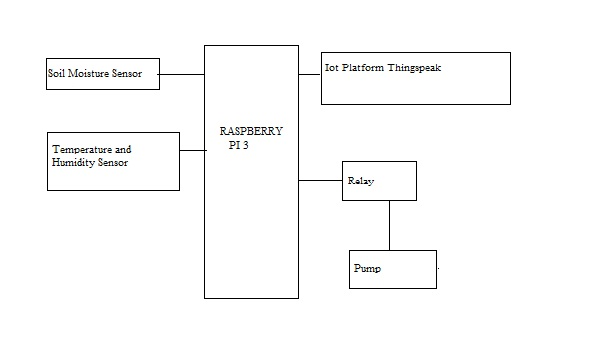 Soil Moisture Sensor
Temperature and
Humidity Sensor
RASPBERRY
PI 3
Iot Platform Thingspeak
Relay
Pump